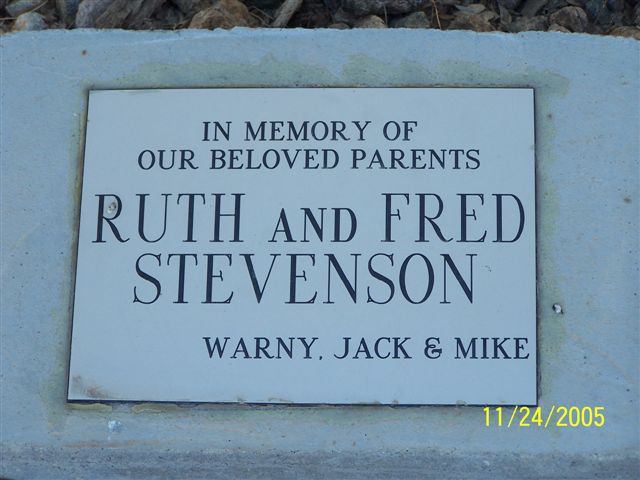 IN MEMORY OF
OUR BELOVED PARENTS
RUTH AND FRED
STEVENSON
WARNY, JACK & MIKE
11/24/2005